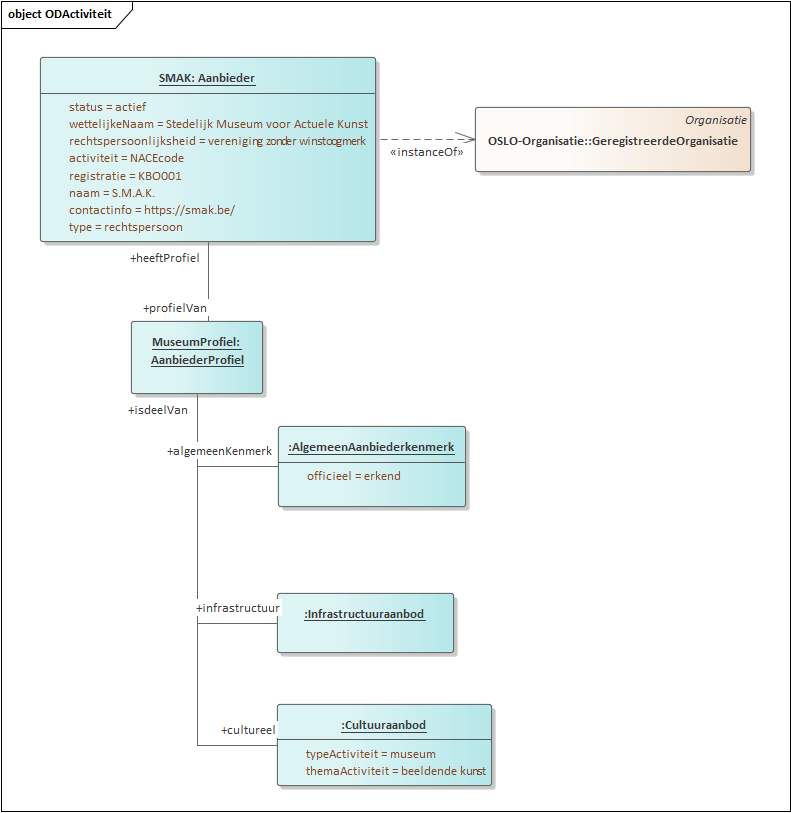 object ODActiviteit
SMAK: Aanbieder
status = actief
wettelijkeNaam = Stedelijk Museum voor Actuele Kunst
rechtspersoonlijksheid = vereniging zonder winstoogmerk
activiteit = NACEcode
registratie = KBO001
naam = S.M.A.K.
contactinfo = https://smak.be/
type = rechtspersoon
Organisatie
OSLO-Organisatie::GeregistreerdeOrganisatie
«instanceOf»
+heeftProfiel
+profielVan
MuseumProfiel:
AanbiederProfiel
+isdeelVan
+algemeenKenmerk
:AlgemeenAanbiederkenmerk
officieel = erkend
+infrastructuur
:Infrastructuuraanbod
+cultureel
:Cultuuraanbod
typeActiviteit = museum
themaActiviteit = beeldende kunst